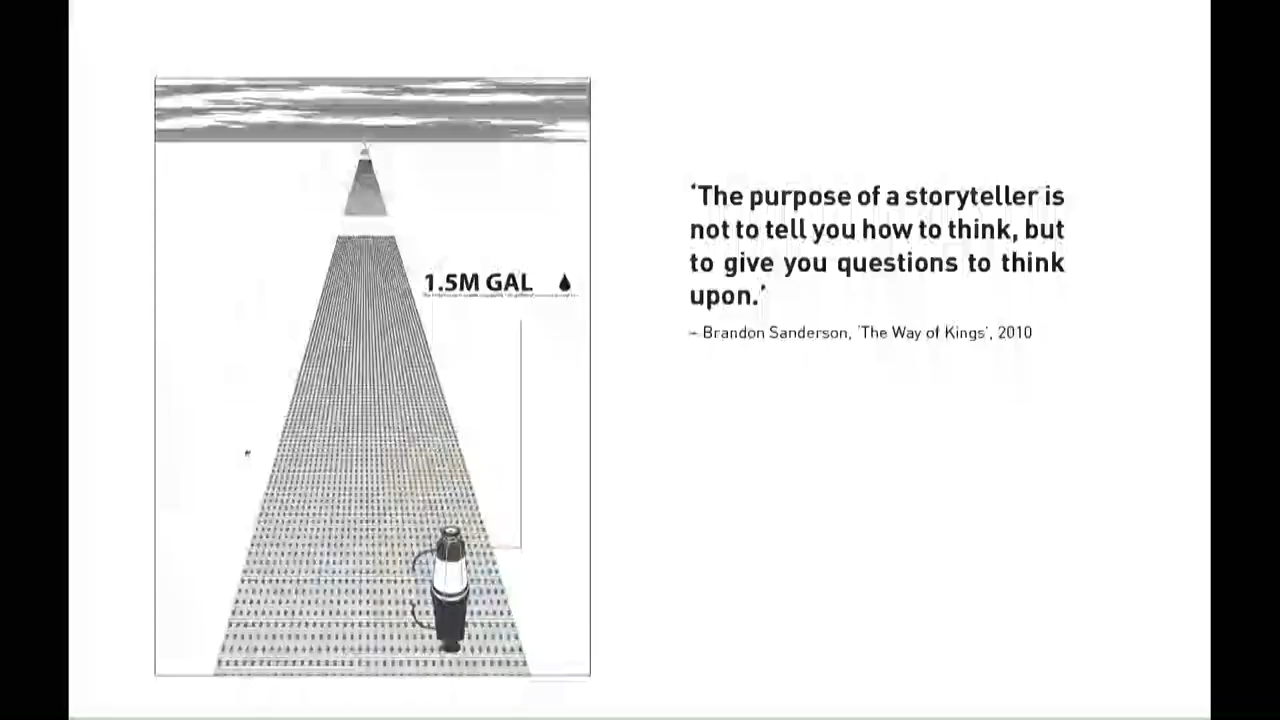 1.5M GAL
'The purpose of a storyteller is
not to tell you how to think, but
to give you questions to think
upon.'
– Brandon Sanderson, 'The Way of Kings', 2010